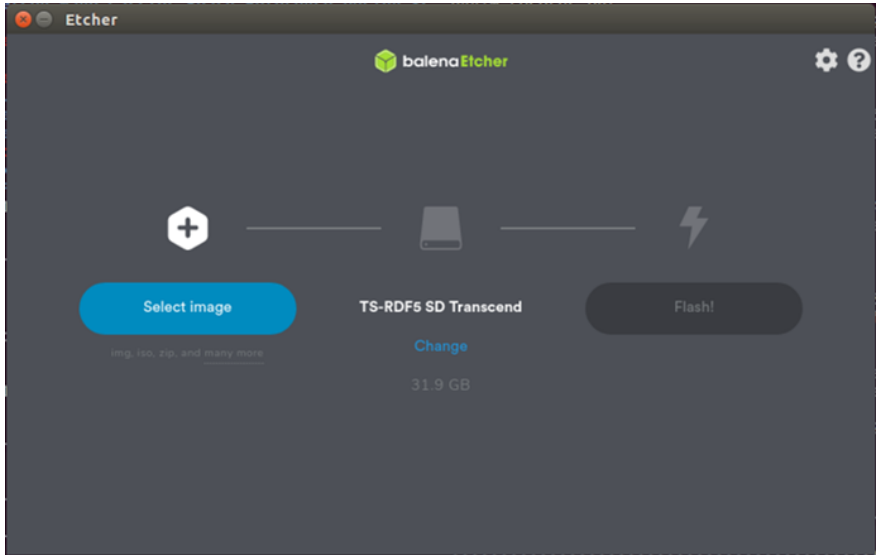 Etcher
balenaEtcher
Select image
TS-RDF5 SD Transcend
Flash!
img, iso, zip, and many more
Change
31.9 GB